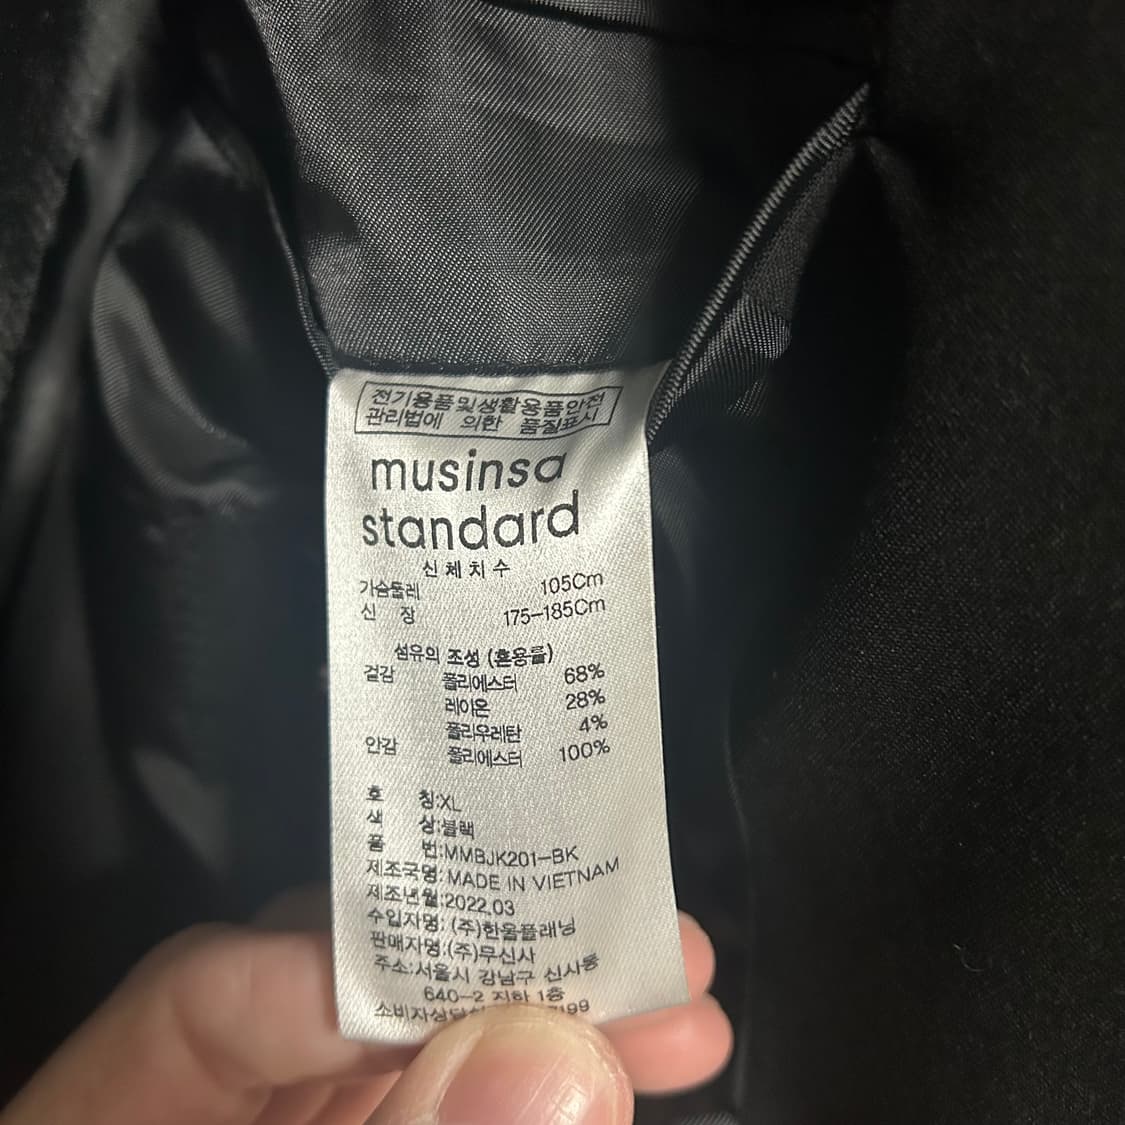 전기용품및생활용품안전
관리법에 의한 품질표시
musinsa
standard
신체치수
가슴둘레 105Cm
신 장 175-185Cm
섬유의 조성 (혼용률)
겉감 폴리에스터 68%
레이온 28%
폴리우레탄 4%
안감 폴리에스터 100%
호 칭:XL
색 상:블랙
품 번:MMBJK201-BK
제조국명: MADE IN VIETNAM
제조년월:2022.03
수입자명: (주)한울플래닝
판매자명:(주)무신사
주소:서울시 강남구 신사동
640-2 지하 1층